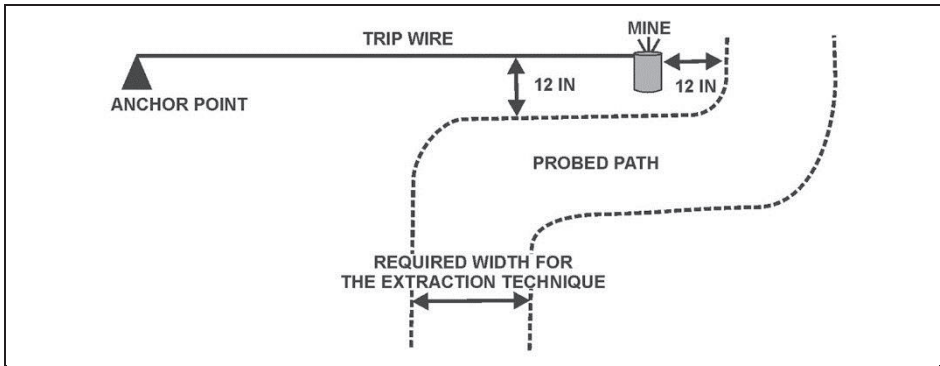 MINE
TRIP WIRE
12 IN
12 IN
ANCHOR POINT
PROBED PATH
REQUIRED WIDTH FOR
THE EXTRACTION TECHNIQUE